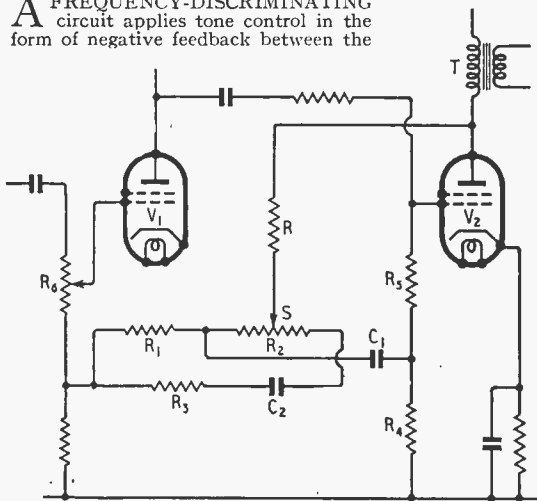 A FREQUENCY-DISCRIMINATING
circuit applies tone control in the
form of negative feedback between the
T
V1
V2
R
R5
R6
S
R1
R2
C1
R3
C2
R4